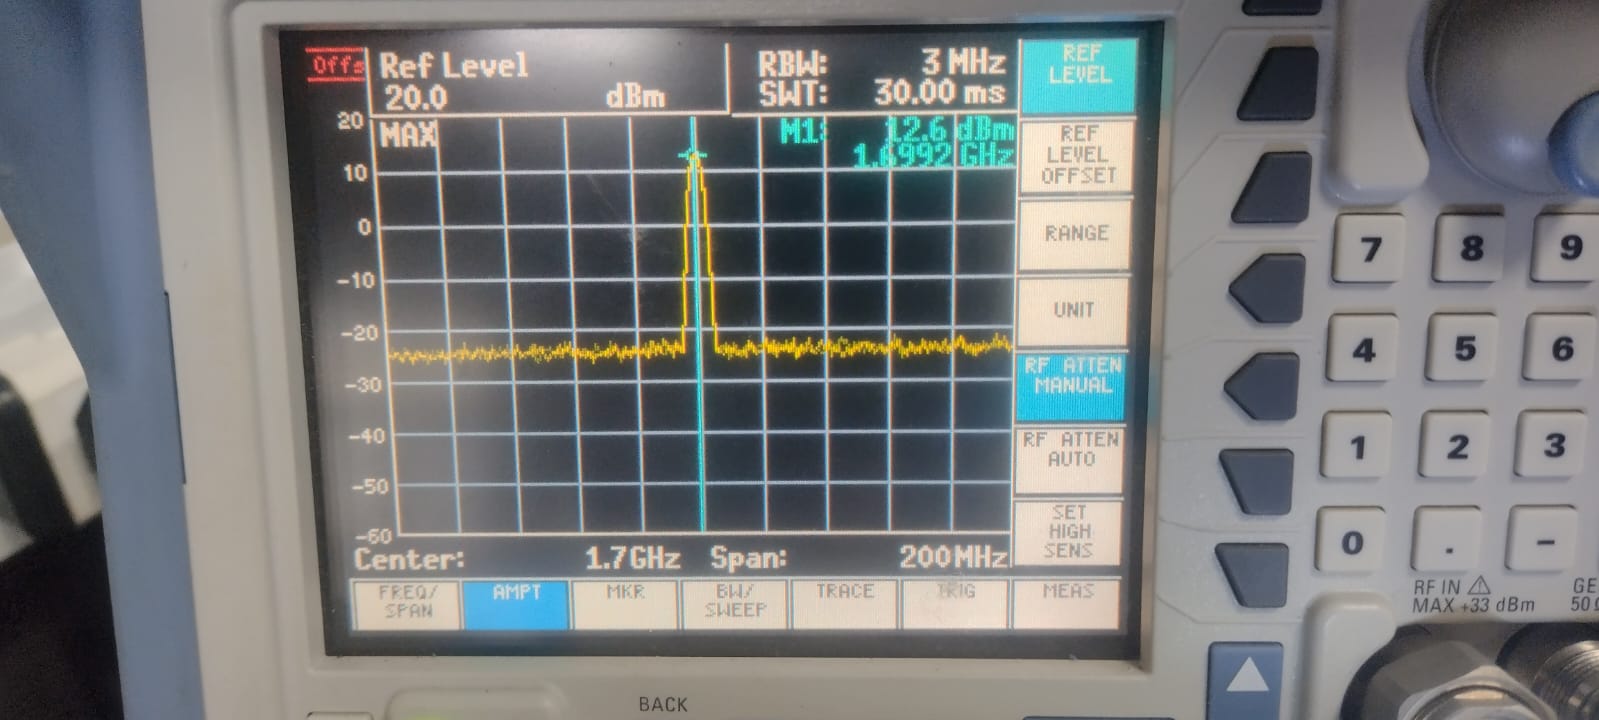 Offs
Ref Level
20.0 dBm
RBW: 3 MHz
SWT: 30.00 ms
REF
LEVEL
MAX
M1: 12.6 dBm
1.6992 GHz
20
10
0
-10
-20
-30
-40
-50
-60
REF
LEVEL
OFFSET
RANGE
UNIT
RF ATTEN
MANUAL
RF ATTEN
AUTO
SET
HIGH
SENS
Center: 1.7GHz Span: 200MHz
FREQ/
SPAN
AMPT
MKR
BW/
SWEEP
TRACE
TRIG
MEAS
BACK
7 8 9
4 5 6
1 2 3
0 . -
RF IN
MAX +33 dBm
GE
50